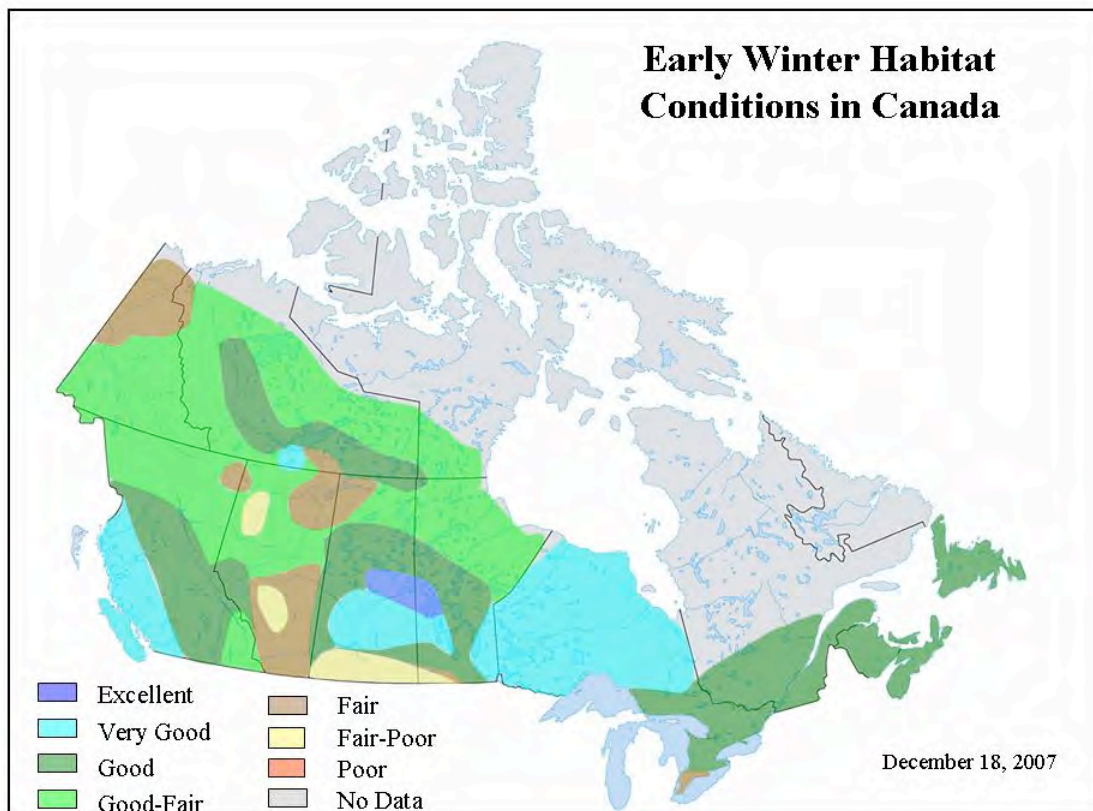 Early Winter Habitat
Conditions in Canada
Excellent
Very Good
Good
Good-Fair
Fair
Fair-Poor
Poor
No Data
December 18, 2007